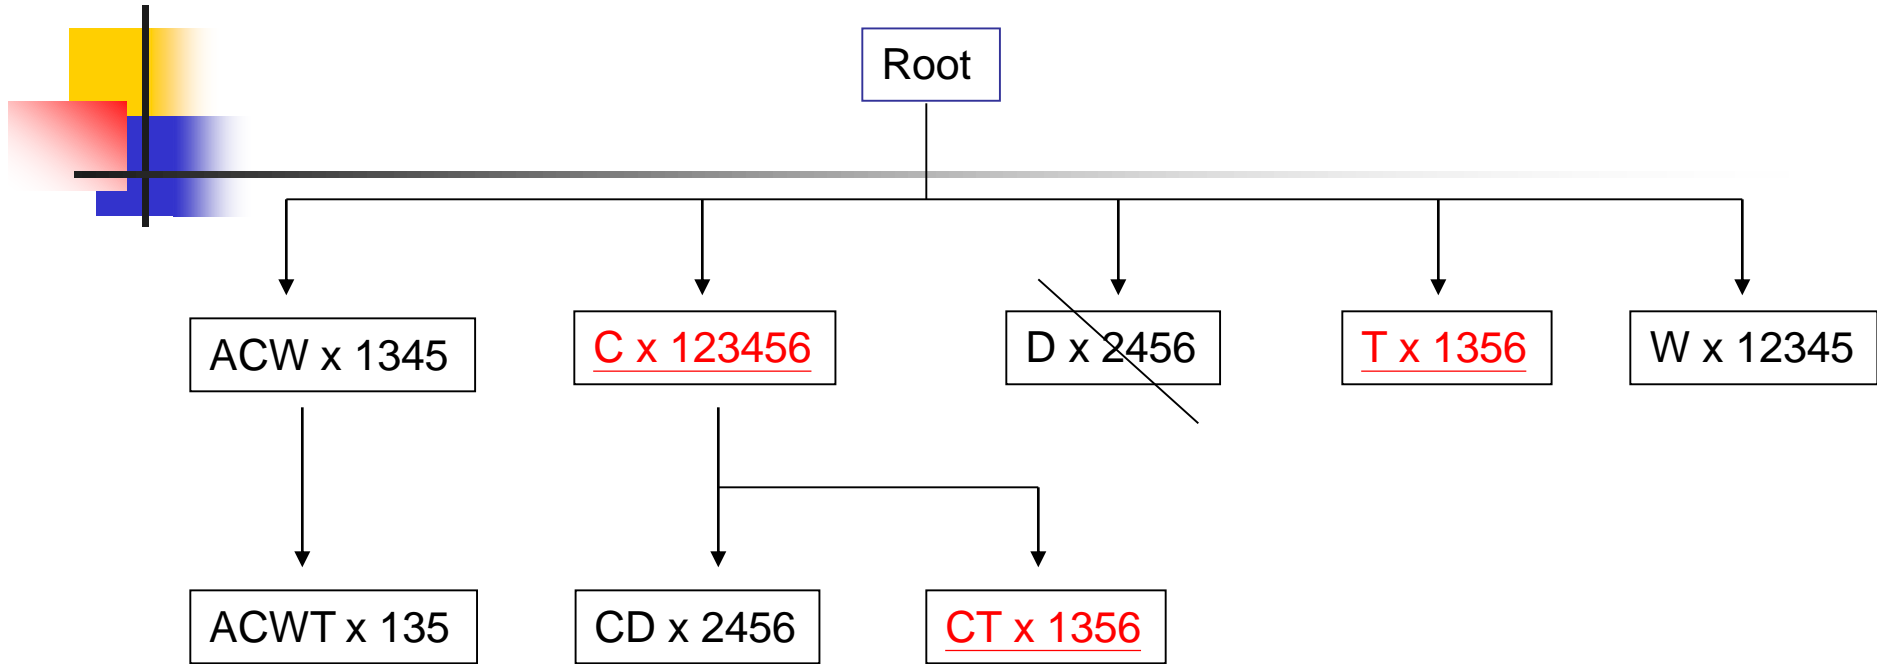 Root
ACW x 1345
C x 123456
D x 2456
T x 1356
W x 12345
ACWT x 135
CD x 2456
CT x 1356